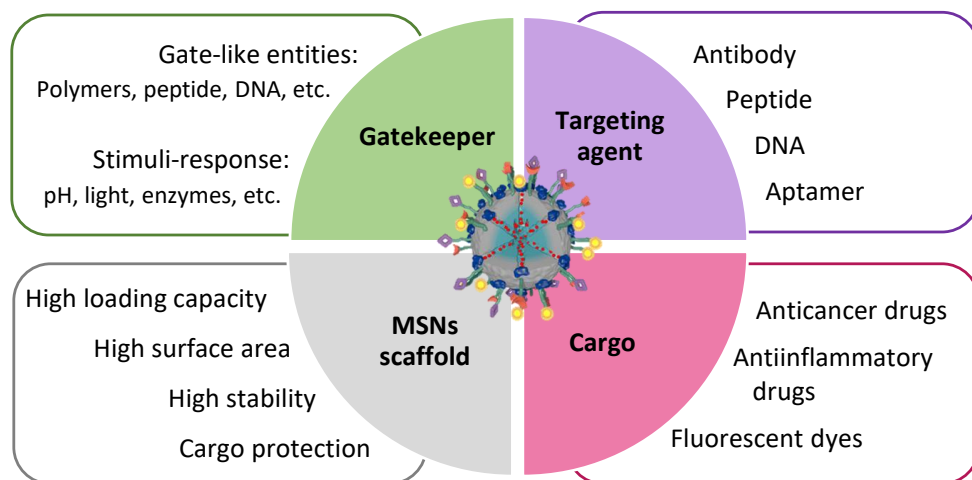 Gate-like entities:
Polymers, peptide, DNA, etc.
Stimuli-response:
pH, light, enzymes, etc.
Gatekeeper
Targeting
agent
Antibody
Peptide
DNA
Aptamer
High loading capacity
High surface area
High stability
Cargo protection
MSNs
scaffold
Cargo
Anticancer drugs
Antiinflammatory
drugs
Fluorescent dyes